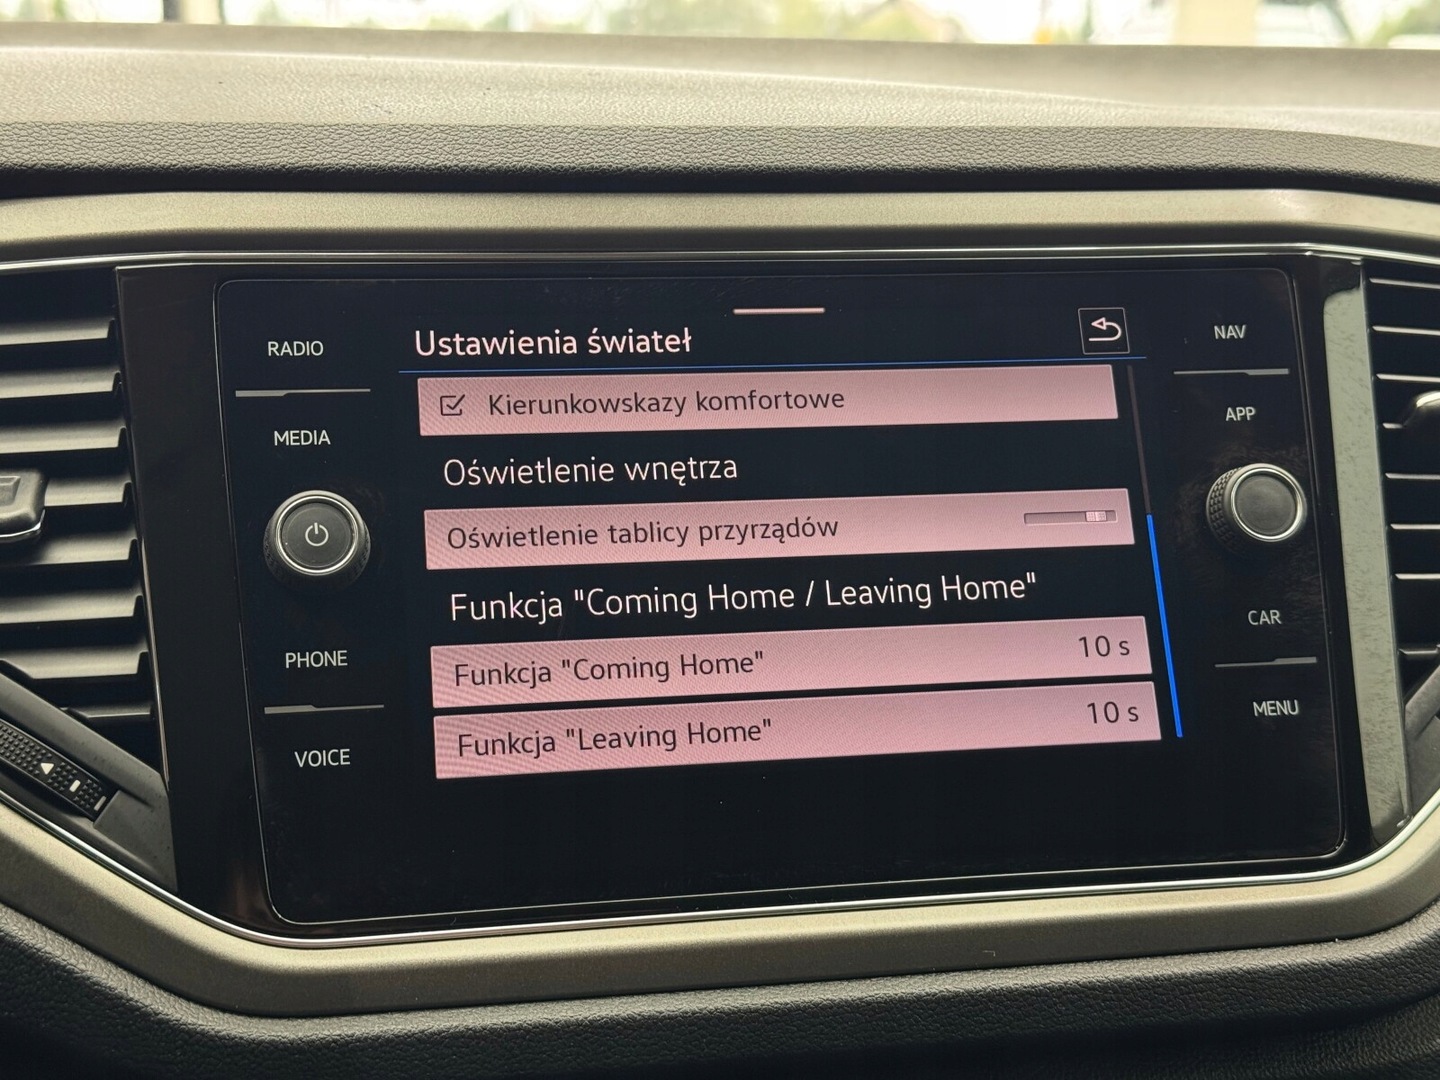 Ustawienia świateł
Kierunkowskazy komfortowe
Oświetlenie wnętrza
Oświetlenie tablicy przyrządów
Funkcja "Coming Home / Leaving Home"
Funkcja "Coming Home" 10 s
Funkcja "Leaving Home" 10 s
RADIO
MEDIA
PHONE
VOICE
NAV
APP
CAR
MENU